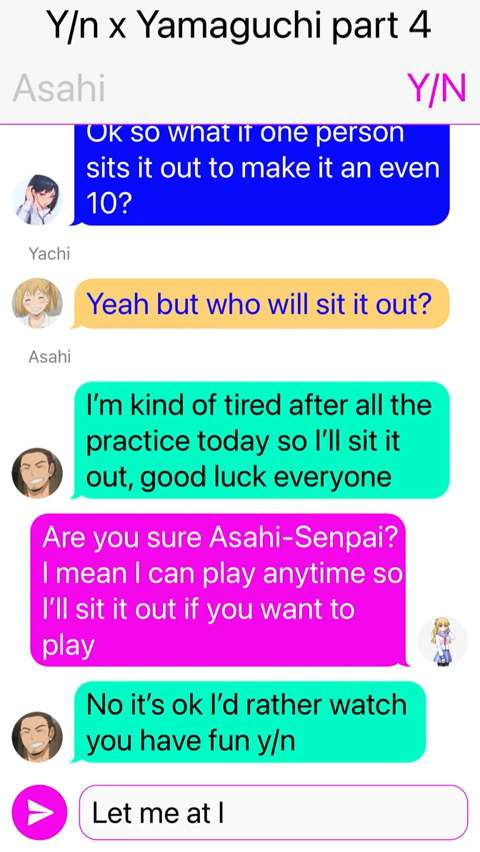 Y/n x Yamaguchi part 4
Asahi
Y/N
Ok so what if one person
sits it out to make it an even
10?
Yachi
Yeah but who will sit it out?
Asahi
I'm kind of tired after all the
practice today so I'll sit it
out, good luck everyone
Are you sure Asahi-Senpai?
I mean I can play anytime so
I'll sit it out if you want to
play
No it's ok I'd rather watch
you have fun y/n
Let me at l